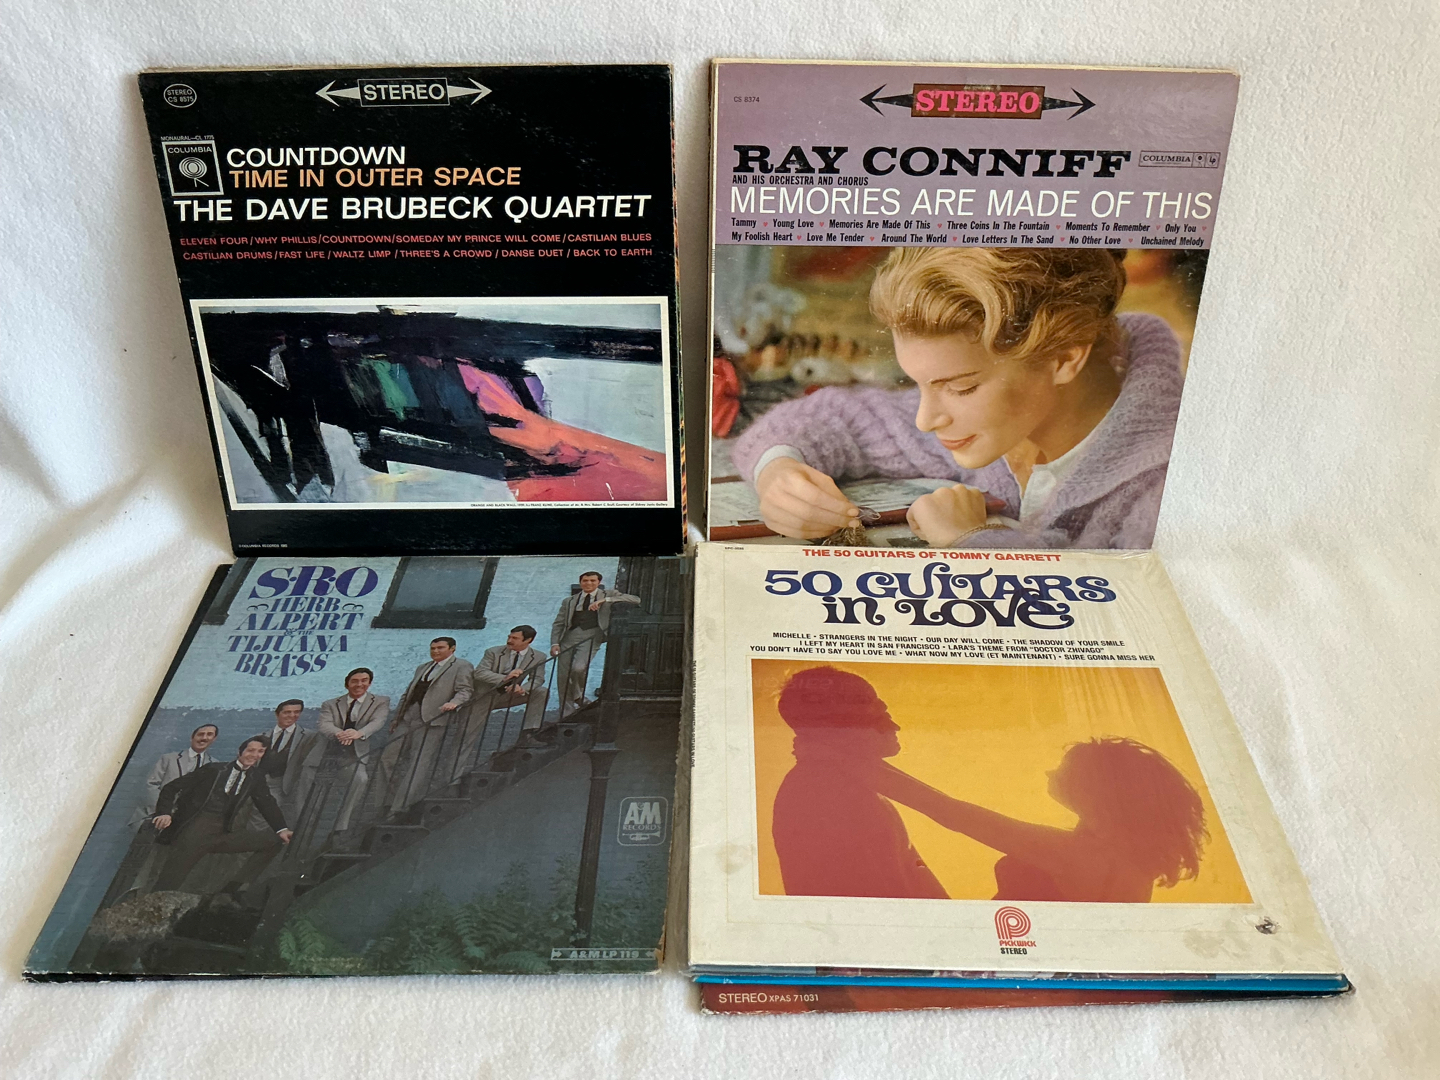 STEREO
CS 8575
STEREO
MONAURAL—CL 1775
COLUMBIA
COUNTDOWN
TIME IN OUTER SPACE
THE DAVE BRUBECK QUARTET
ELEVEN FOUR/WHY PHILLIS/COUNTDOWN/SOMEDAY MY PRINCE WILL COME/CASTILIAN BLUES
CASTILIAN DRUMS/FAST LIFE/WALTZ LIMP/THREE'S A CROWD/DANSE DUET/BACK TO EARTH
CS 8374
STEREO
RAY CONNIFF
COLUMBIA
Lp
AND HIS ORCHESTRA AND CHORUS
MEMORIES ARE MADE OF THIS
Tammy ♥ Young Love ♥ Memories Are Made Of This ♥ Three Coins In The Fountain ♥ Moments To Remember ♥ Only You ♥
My Foolish Heart ♥ Love Me Tender ♥ Around The World ♥ Love Letters In The Sand ♥ No Other Love ♥ Unchained Melody
S·R·O
HERB
ALPERT
& THE
TIJUANA
BRASS
A&M
RECORDS
A&M LP 119
THE 50 GUITARS OF TOMMY GARRETT
50 GUITARS
in LOVE
MICHELLE • STRANGERS IN THE NIGHT • OUR DAY WILL COME • THE SHADOW OF YOUR SMILE
I LEFT MY HEART IN SAN FRANCISCO • LARA'S THEME FROM "DOCTOR ZHIVAGO"
YOU DON'T HAVE TO SAY YOU LOVE ME • WHAT NOW MY LOVE (ET MAINTENANT) • SURE GONNA MISS HER
PICKWICK
STEREO
STEREO XPAS 71031